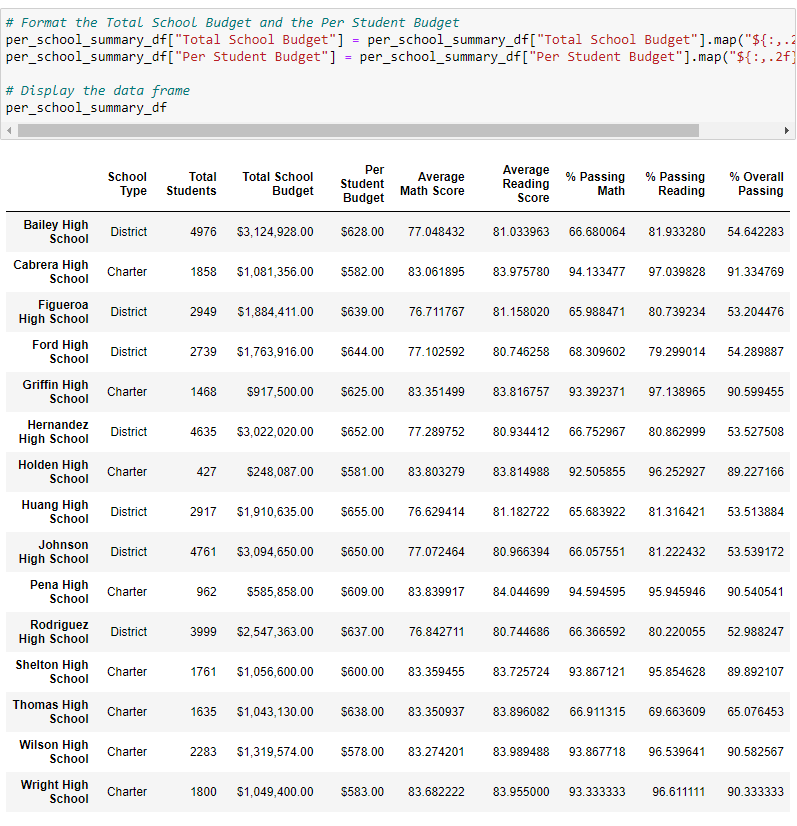 # Format the Total School Budget and the Per Student Budget
per_school_summary_df["Total School Budget"] = per_school_summary_df["Total School Budget"].map("${:,.2
per_school_summary_df["Per Student Budget"] = per_school_summary_df["Per Student Budget"].map("${:,.2f}
# Display the data frame
per_school_summary_df
School Type Total Students Total School Budget Per Student Budget Average Math Score Average Reading Score % Passing Math % Passing Reading % Overall Passing
Bailey High School District 4976 $3,124,928.00 $628.00 77.048432 81.033963 66.680064 81.933280 54.642283
Cabrera High School Charter 1858 $1,081,356.00 $582.00 83.061895 83.975780 94.133477 97.039828 91.334769
Figueroa High School District 2949 $1,884,411.00 $639.00 76.711767 81.158020 65.988471 80.739234 53.204476
Ford High School District 2739 $1,763,916.00 $644.00 77.102592 80.746258 68.309602 79.299014 54.289887
Griffin High School Charter 1468 $917,500.00 $625.00 83.351499 83.816757 93.392371 97.138965 90.599455
Hernandez High School District 4635 $3,022,020.00 $652.00 77.289752 80.934412 66.752967 80.862999 53.527508
Holden High School Charter 427 $248,087.00 $581.00 83.803279 83.814988 92.505855 96.252927 89.227166
Huang High School District 2917 $1,910,635.00 $655.00 76.629414 81.182722 65.683922 81.316421 53.513884
Johnson High School District 4761 $3,094,650.00 $650.00 77.072464 80.966394 66.057551 81.222432 53.539172
Pena High School Charter 962 $585,858.00 $609.00 83.839917 84.044699 94.594595 95.945946 90.540541
Rodriguez High School District 3999 $2,547,363.00 $637.00 76.842711 80.744686 66.366592 80.220055 52.988247
Shelton High School Charter 1761 $1,056,600.00 $600.00 83.359455 83.725724 93.867121 95.854628 89.892107
Thomas High School Charter 1635 $1,043,130.00 $638.00 83.350937 83.896082 66.911315 69.663609 65.076453
Wilson High School Charter 2283 $1,319,574.00 $578.00 83.274201 83.989488 93.867718 96.539641 90.582567
Wright High School Charter 1800 $1,049,400.00 $583.00 83.682222 83.955000 93.333333 96.611111 90.333333